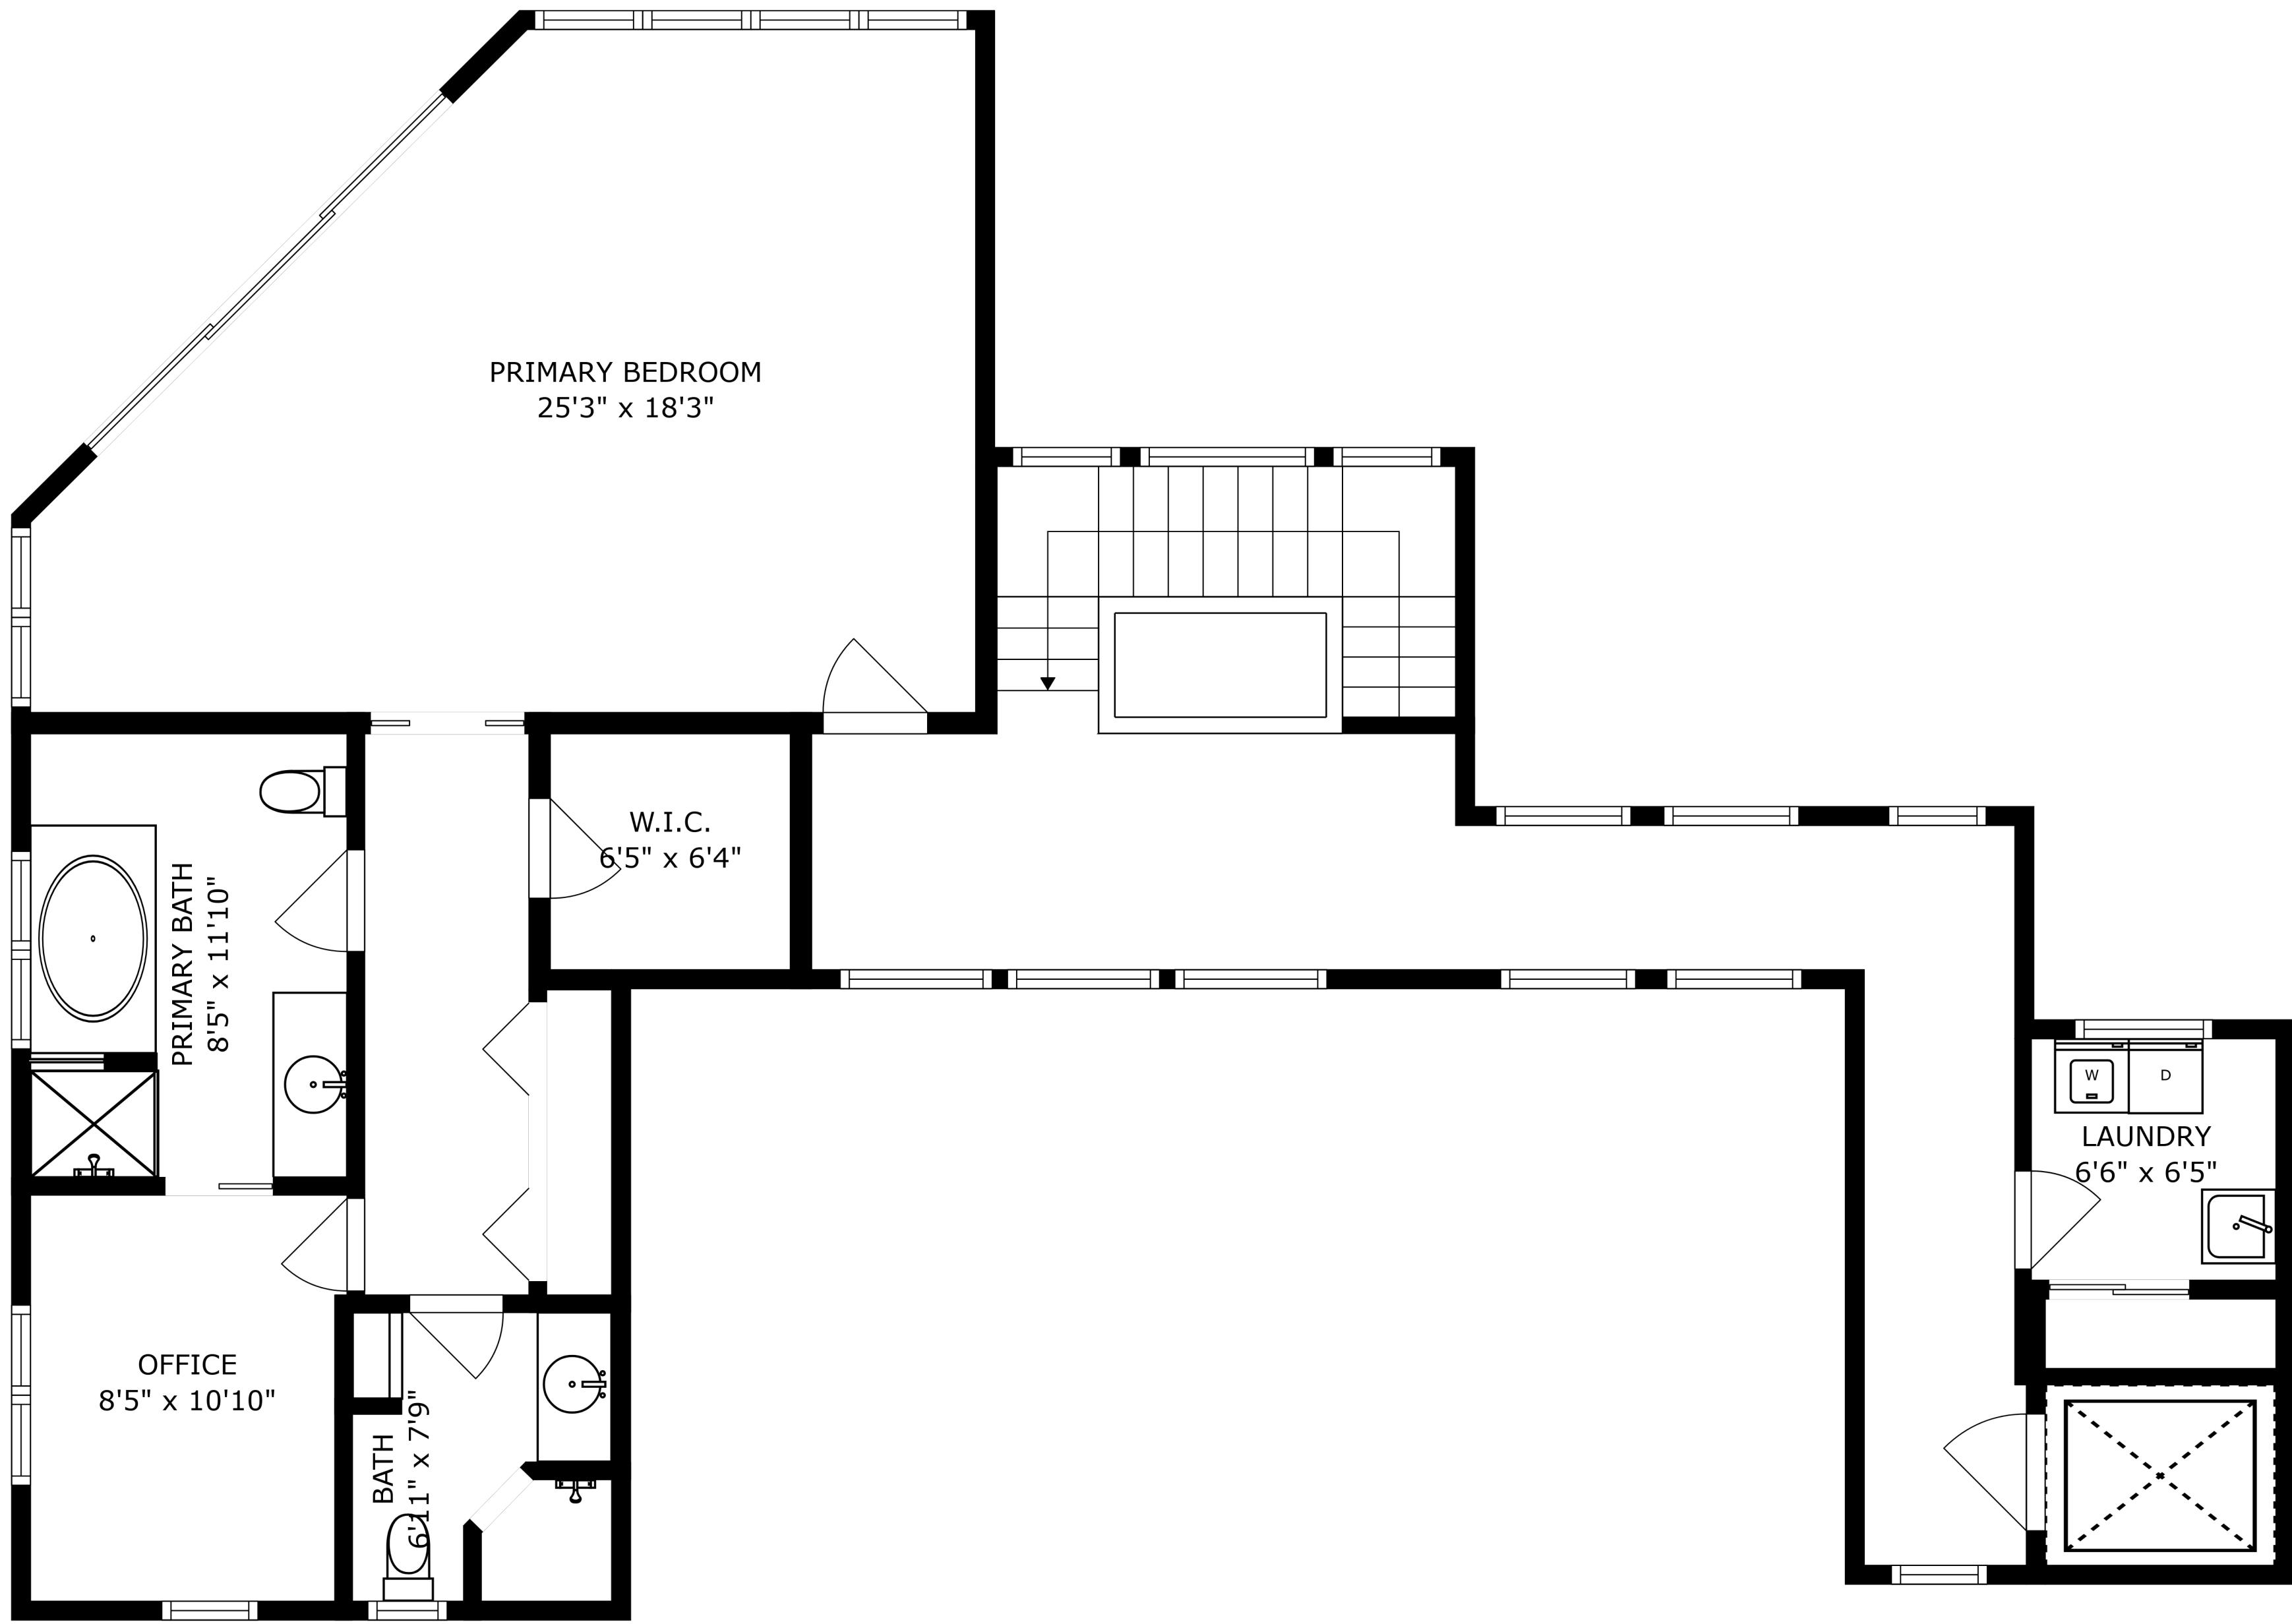 PRIMARY BEDROOM
25'3" x 18'3"
W.I.C.
6'5" x 6'4"
PRIMARY BATH
8'5" x 11'10"
W
D
LAUNDRY
6'6" x 6'5"
OFFICE
8'5" x 10'10"
BATH
6'11" x 7'9"